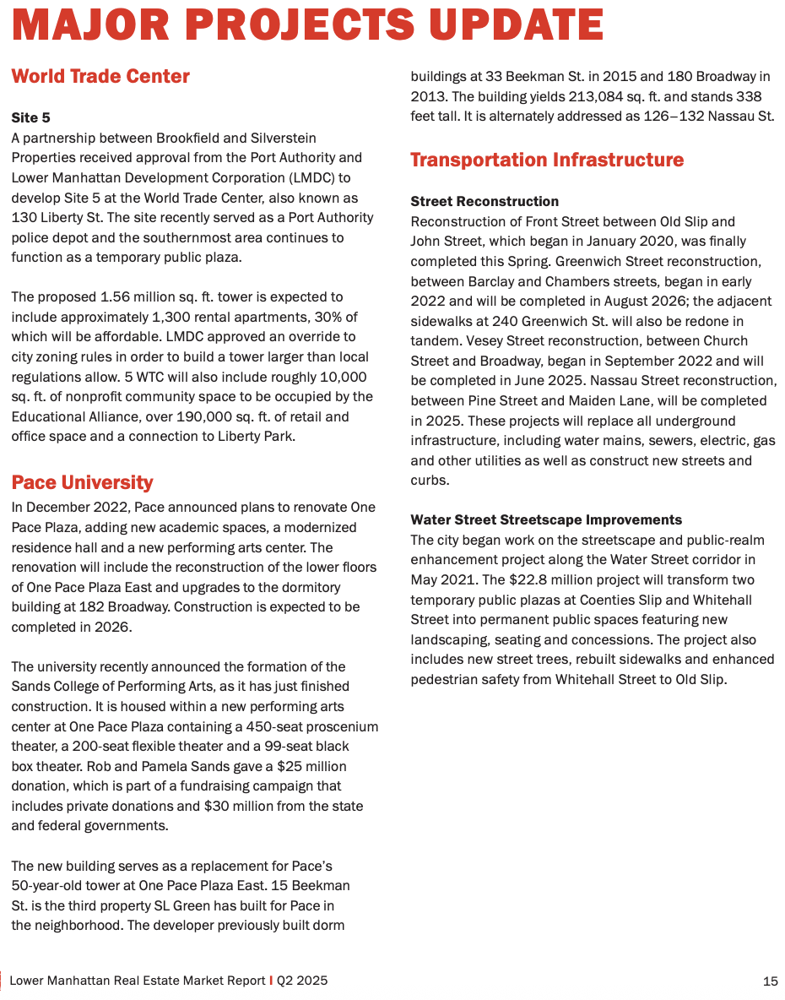 MAJOR PROJECTS UPDATE
World Trade Center
Site 5
A partnership between Brookfield and Silverstein
Properties received approval from the Port Authority and
Lower Manhattan Development Corporation (LMDC) to
develop Site 5 at the World Trade Center, also known as
130 Liberty St. The site recently served as a Port Authority
police depot and the southernmost area continues to
function as a temporary public plaza.
The proposed 1.56 million sq. ft. tower is expected to
include approximately 1,300 rental apartments, 30% of
which will be affordable. LMDC approved an override to
city zoning rules in order to build a tower larger than local
regulations allow. 5 WTC will also include roughly 10,000
sq. ft. of nonprofit community space to be occupied by the
Educational Alliance, over 190,000 sq. ft. of retail and
office space and a connection to Liberty Park.
Pace University
In December 2022, Pace announced plans to renovate One
Pace Plaza, adding new academic spaces, a modernized
residence hall and a new performing arts center. The
renovation will include the reconstruction of the lower floors
of One Pace Plaza East and upgrades to the dormitory
building at 182 Broadway. Construction is expected to be
completed in 2026.
The university recently announced the formation of the
Sands College of Performing Arts, as it has just finished
construction. It is housed within a new performing arts
center at One Pace Plaza containing a 450-seat proscenium
theater, a 200-seat flexible theater and a 99-seat black
box theater. Rob and Pamela Sands gave a $25 million
donation, which is part of a fundraising campaign that
includes private donations and $30 million from the state
and federal governments.
The new building serves as a replacement for Pace’s
50-year-old tower at One Pace Plaza East. 15 Beekman
St. is the third property SL Green has built for Pace in
the neighborhood. The developer previously built dorm
buildings at 33 Beekman St. in 2015 and 180 Broadway in
2013. The building yields 213,084 sq. ft. and stands 338
feet tall. It is alternately addressed as 126–132 Nassau St.
Transportation Infrastructure
Street Reconstruction
Reconstruction of Front Street between Old Slip and
John Street, which began in January 2020, was finally
completed this Spring. Greenwich Street reconstruction,
between Barclay and Chambers streets, began in early
2022 and will be completed in August 2026; the adjacent
sidewalks at 240 Greenwich St. will also be redone in
tandem. Vesey Street reconstruction, between Church
Street and Broadway, began in September 2022 and will
be completed in June 2025. Nassau Street reconstruction,
between Pine Street and Maiden Lane, will be completed
in 2025. These projects will replace all underground
infrastructure, including water mains, sewers, electric, gas
and other utilities as well as construct new streets and
curbs.
Water Street Streetscape Improvements
The city began work on the streetscape and public-realm
enhancement project along the Water Street corridor in
May 2021. The $22.8 million project will transform two
temporary public plazas at Coenties Slip and Whitehall
Street into permanent public spaces featuring new
landscaping, seating and concessions. The project also
includes new street trees, rebuilt sidewalks and enhanced
pedestrian safety from Whitehall Street to Old Slip.
Lower Manhattan Real Estate Market Report I Q2 2025
15